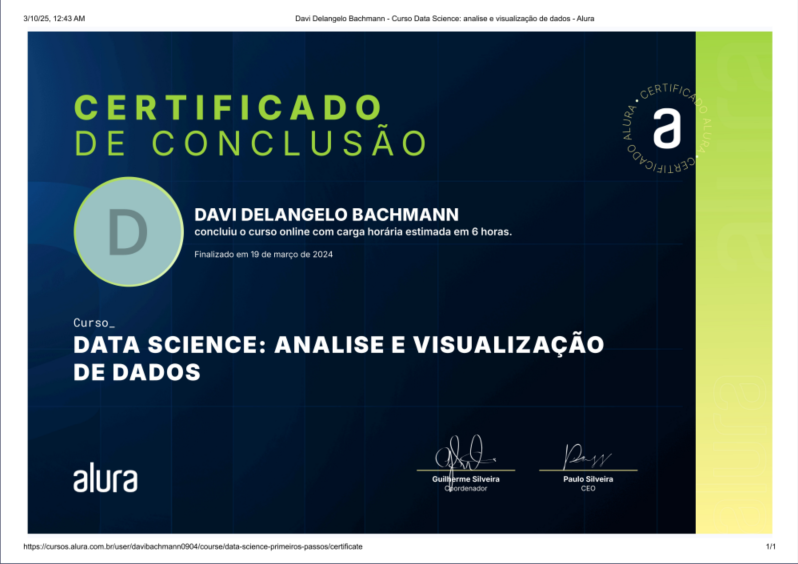 3/10/25, 12:43 AM
Davi Delangelo Bachmann - Curso Data Science: analise e visualização de dados - Alura
CERTIFICADO
DE CONCLUSÃO
CERTIFICADO ALURA • CERTIFICADO ALURA •
a
D
DAVI DELANGELO BACHMANN
concluiu o curso online com carga horária estimada em 6 horas.
Finalizado em 19 de março de 2024
Curso_
DATA SCIENCE: ANALISE E VISUALIZAÇÃO
DE DADOS
alura
Guilherme Silveira
Coordenador
Paulo Silveira
CEO
https://cursos.alura.com.br/user/davibachmann0904/course/data-science-primeiros-passos/certificate
1/1